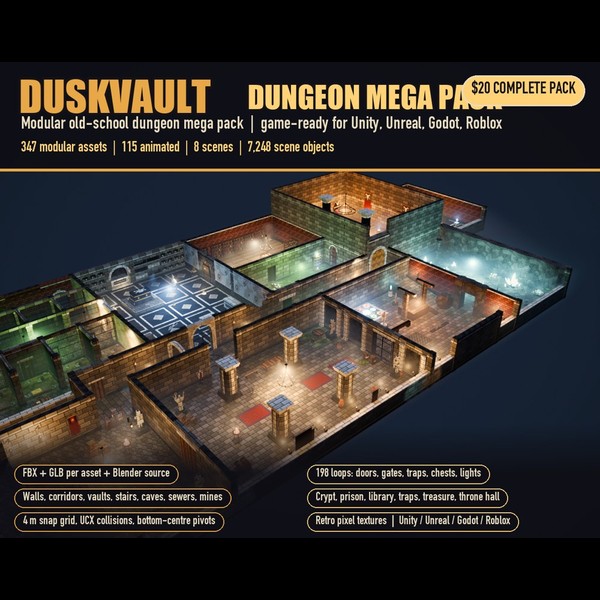 DUSKVAULT DUNGEON MEGA PACK
$20 COMPLETE PACK
Modular old-school dungeon mega pack | game-ready for Unity, Unreal, Godot, Roblox
347 modular assets | 115 animated | 8 scenes | 7,248 scene objects
FBX + GLB per asset + Blender source
Walls, corridors, vaults, stairs, caves, sewers, mines
4 m snap grid, UCX collisions, bottom-centre pivots
198 loops: doors, gates, traps, chests, lights
Crypt, prison, library, traps, treasure, throne hall
Retro pixel textures | Unity / Unreal / Godot / Roblox